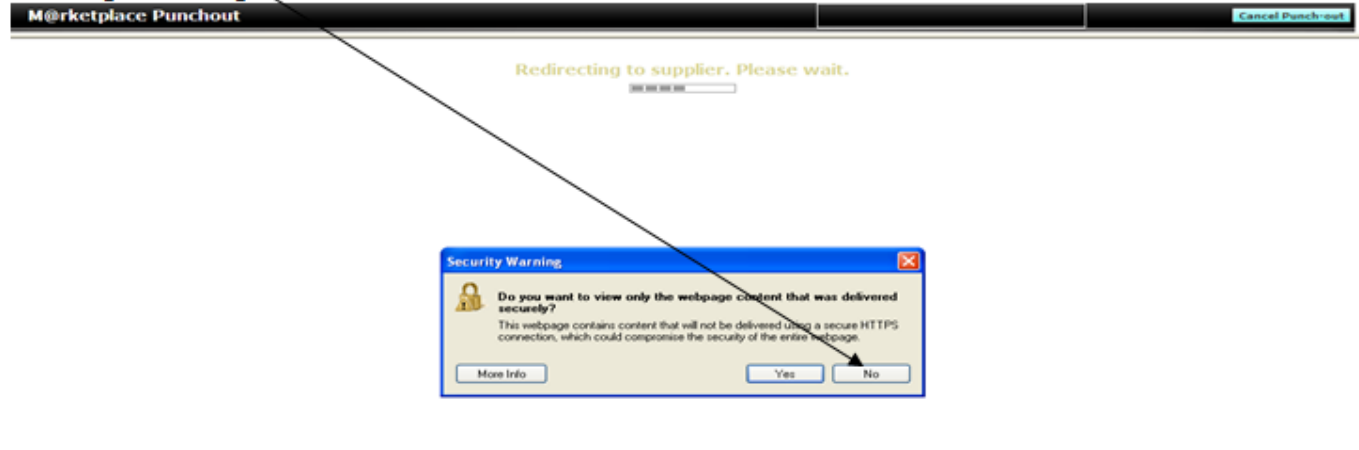 M@rketplace Punchout
Cancel Punch-out
Redirecting to supplier. Please wait.
Security Warning
Do you want to view only the webpage content that was delivered
securely?
This webpage contains content that will not be delivered using a secure HTTPS
connection, which could compromise the security of the entire webpage.
More Info
Yes
No